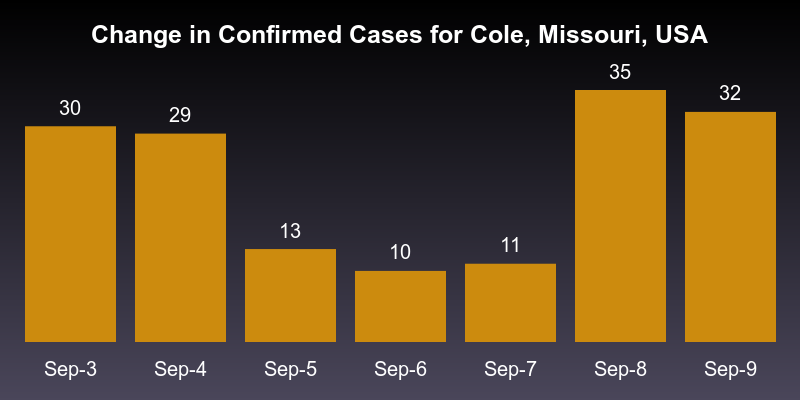 Change in Confirmed Cases for Cole, Missouri, USA
30 29 13 10 11 35 32
Sep-3 Sep-4 Sep-5 Sep-6 Sep-7 Sep-8 Sep-9